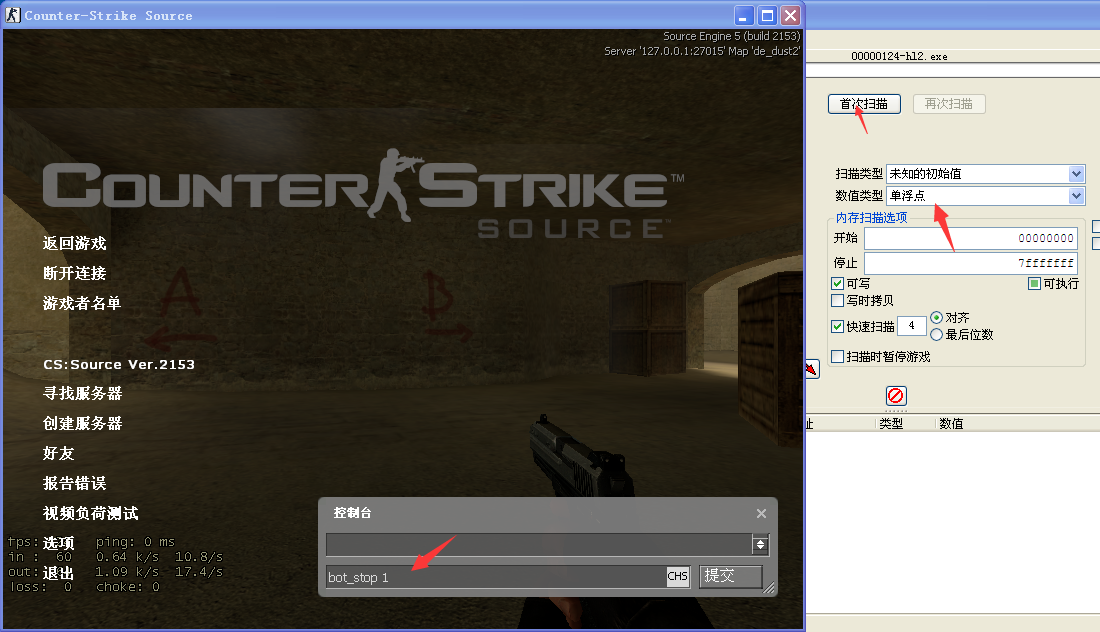 Counter-Strike Source
Source Engine 5 (build 2153)
Server '127.0.0.1:27015' Map 'de_dust2'
COUNTER STRIKE™
SOURCE™
返回游戏
断开连接
游戏者名单
A
B
CS:Source Ver.2153
寻找服务器
创建服务器
好友
报告错误
视频负荷测试
选项
退出
fps: ping: 0 ms
in : 60 0.64 k/s 10.8/s
out: 1.09 k/s 17.4/s
loss: 0 choke: 0
控制台
bot_stop 1
CHS
提交
00000124-hl2.exe
首次扫描
再次扫描
扫描类型 未知的初始值
数值类型 单浮点
内存扫描选项
开始 00000000
停止 7fffffff
可写 可执行
写时拷贝
快速扫描 4 对齐
最后位数
扫描时暂停游戏
址 类型 数值